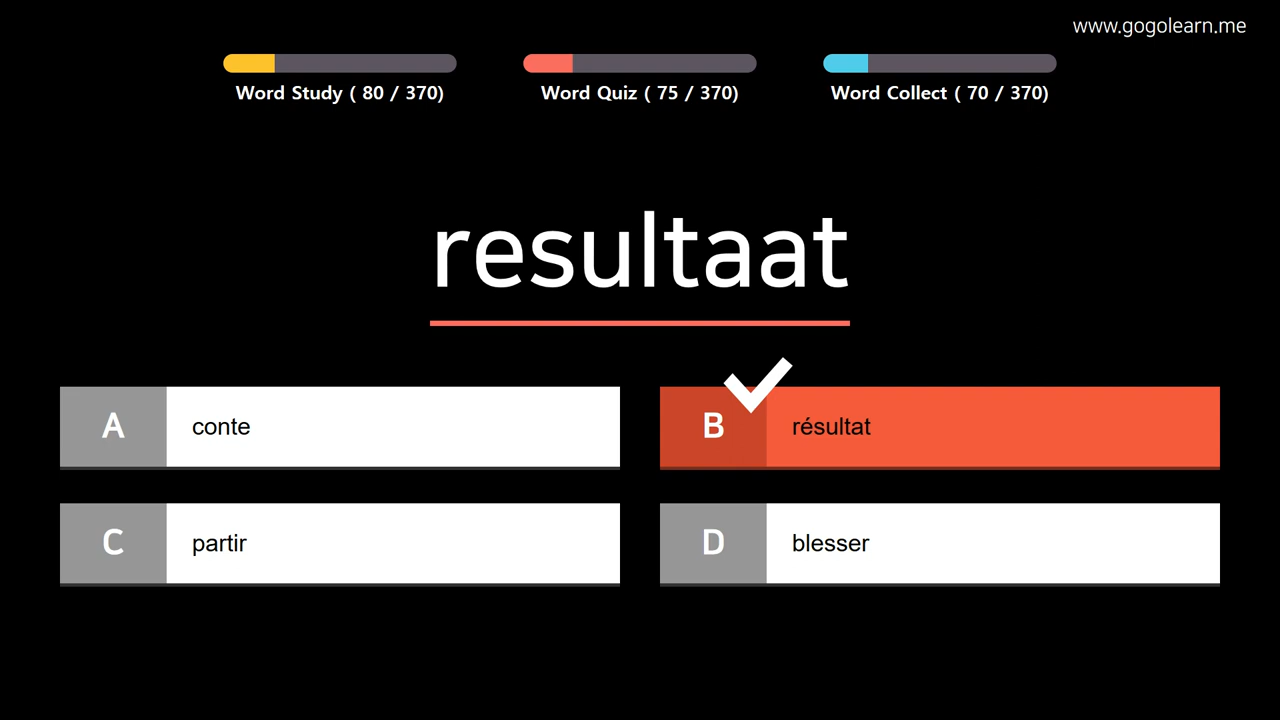 www.gogolearn.me
Word Study ( 80 / 370)
Word Quiz ( 75 / 370)
Word Collect ( 70 / 370)
resultaat
A conte
B résultat
C partir
D blesser